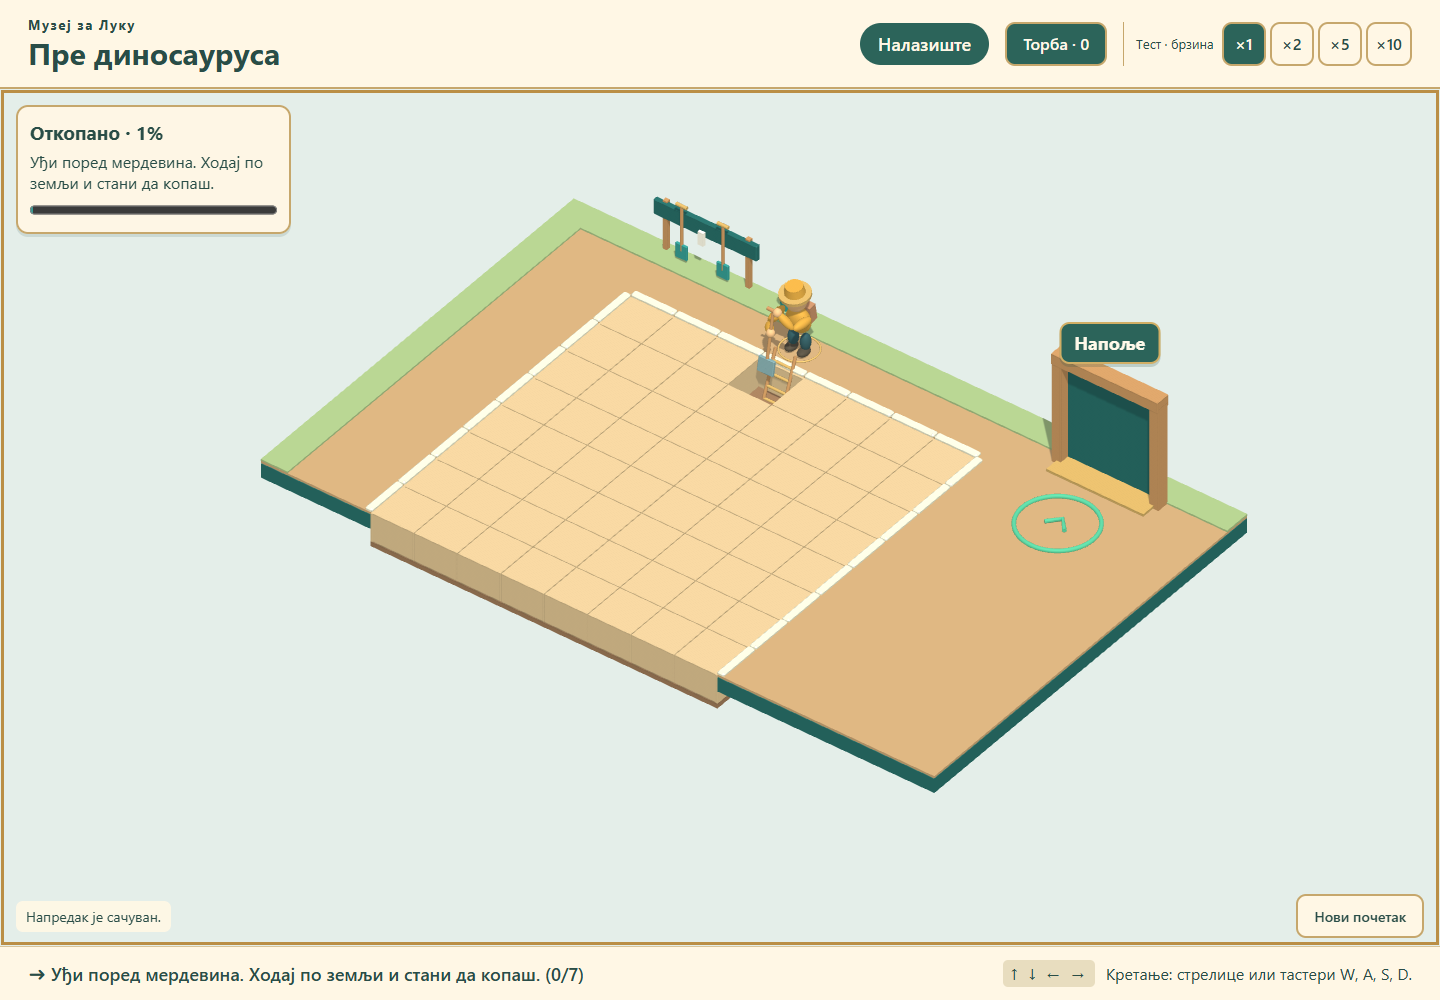 Музеј за Луку
Пре диносауруса
Налазиште
Торба · 0
Тест · брзина
×1
×2
×5
×10
Откопано · 1%
Уђи поред мердевина. Ходај по
земљи и стани да копаш.
Напоље
Напредак је сачуван.
Нови почетак
→ Уђи поред мердевина. Ходај по земљи и стани да копаш. (0/7)
↑ ↓ ← →
Кретање: стрелице или тастери W, A, S, D.